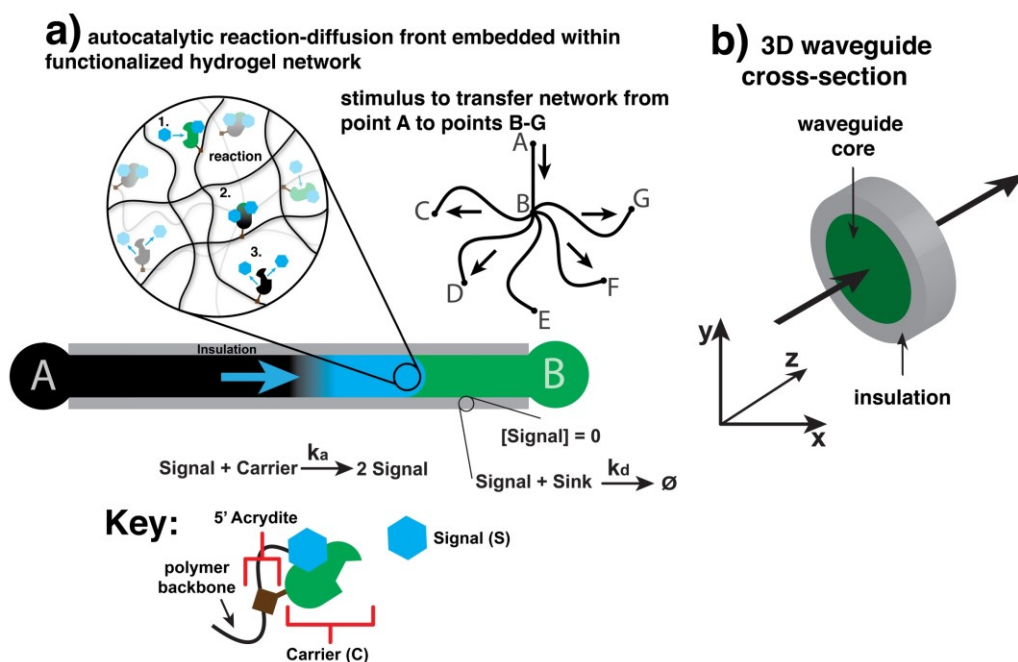 a) autocatalytic reaction-diffusion front embedded within
functionalized hydrogel network
1.
reaction
2.
3.
stimulus to transfer network from
point A to points B-G
A
B
C
G
D
F
E
Insulation
A
B
[Signal] = 0
Signal + Carrier ka 2 Signal
Signal + Sink kd ø
Key:
5' Acrydite
Signal (S)
polymer
backbone
Carrier (C)
b) 3D waveguide
cross-section
waveguide
core
y
z
x
insulation